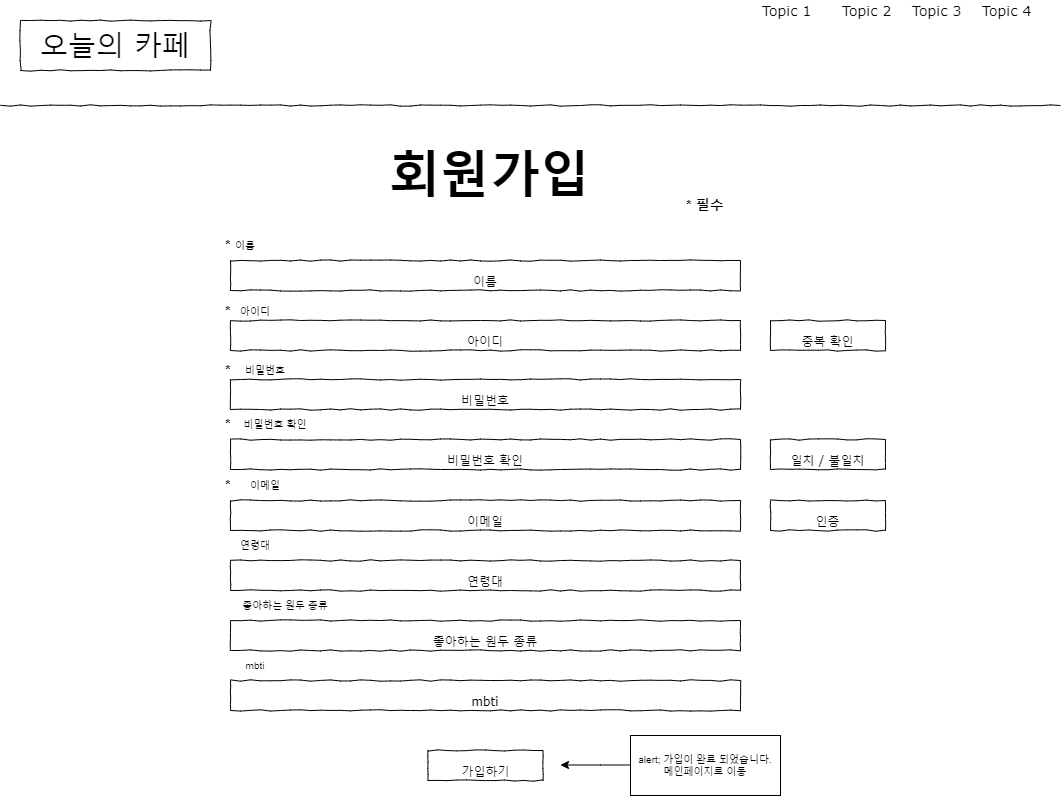 Topic 1 Topic 2 Topic 3 Topic 4
오늘의 카페
회원가입
* 필수
* 이름
이름
* 아이디
아이디 중복 확인
* 비밀번호
비밀번호
* 비밀번호 확인
비밀번호 확인 일치 / 불일치
* 이메일
이메일 인증
연령대
연령대
좋아하는 원두 종류
좋아하는 원두 종류
mbti
mbti
가입하기
alert; 가입이 완료 되었습니다.
메인페이지로 이동